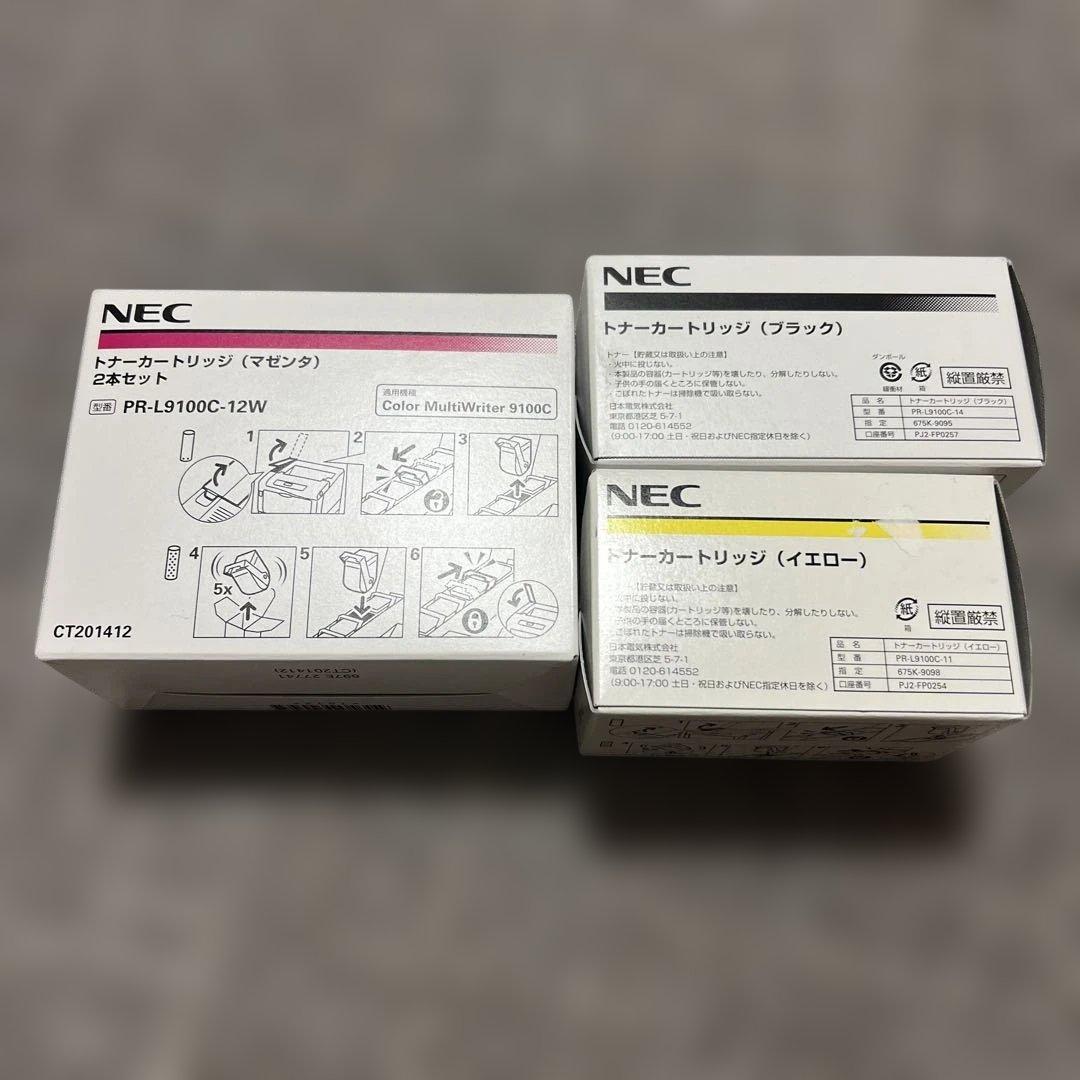 NEC
トナーカートリッジ（マゼンタ）
2本セット
型番 PR-L9100C-12W
適用機種
Color MultiWriter 9100C
1 2 3
4 5 6
5x
CT201412
697E 27741
(CT201412)
NEC
トナーカートリッジ（ブラック）
トナー【貯蔵又は取扱い上の注意】
・火中に投じない。
・本製品の容器(カートリッジ等)を壊したり、分解したりしない。
・子供の手の届くところに保管しない。
・こぼれたトナーは掃除機で吸い取らない。
日本電気株式会社
東京都港区芝 5-7-1
電話 0120-614552
(9:00-17:00 土日・祝日およびNEC指定休日を除く)
ダンボール
緩衝材
紙
箱
縦置厳禁
品 名 トナーカートリッジ（ブラック）
型 番 PR-L9100C-14
指 定 675K-9095
口座番号 PJ2-FP0257
NEC
トナーカートリッジ（イエロー）
ナー【貯蔵又は取扱い上の注意】
火中に投じない。
本製品の容器(カートリッジ等)を壊したり、分解したりしない。
子供の手の届くところに保管しない。
こぼれたトナーは掃除機で吸い取らない。
日本電気株式会社
東京都港区芝 5-7-1
電話 0120-614552
(9:00-17:00 土日・祝日およびNEC指定休日を除く)
紙
箱
縦置厳禁
品 名 トナーカートリッジ（イエロー）
型 番 PR-L9100C-11
指 定 675K-9098
口座番号 PJ2-FP0254